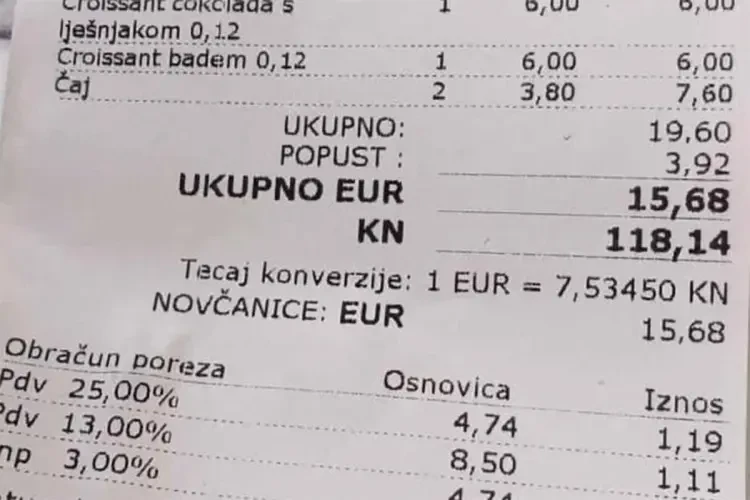 Croissant čokolada s 1 6,00 6,00
lješnjakom 0,12
Croissant badem 0,12 1 6,00 6,00
Čaj 2 3,80 7,60
UKUPNO: 19,60
POPUST : 3,92
UKUPNO EUR 15,68
KN 118,14
Tecaj konverzije: 1 EUR = 7,53450 KN
NOVČANICE: EUR 15,68
Obračun poreza Osnovica Iznos
Pdv 25,00% 4,74 1,19
Pdv 13,00% 8,50 1,11
np 3,00% 4,74